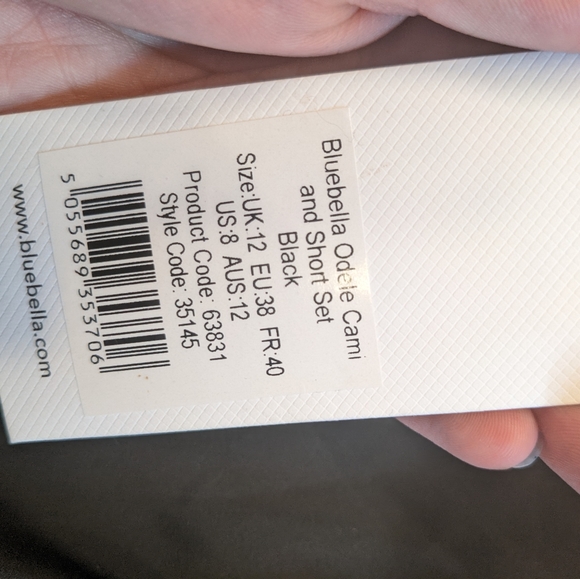 Bluebella Odele Cami
and Short Set
Black
Size:UK:12 EU:38 FR:40
US:8 AUS:12
Product Code: 63831
Style Code: 35145
5 055689 353706
www.bluebella.com